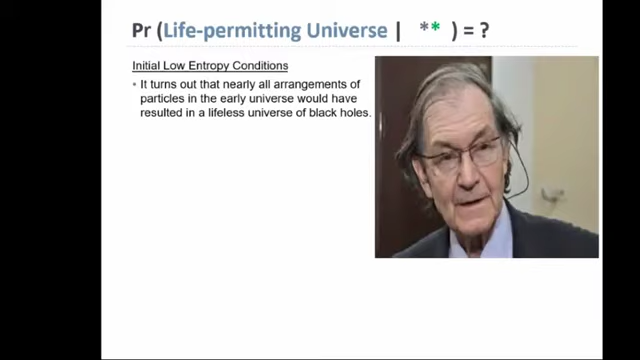 Pr (Life-permitting Universe | ** ) = ?
Initial Low Entropy Conditions
• It turns out that nearly all arrangements of
particles in the early universe would have
resulted in a lifeless universe of black holes.